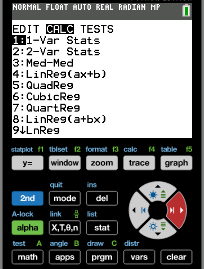 NORMAL FLOAT AUTO REAL RADIAN MP
EDIT CALC TESTS
1:1-Var Stats
2:2-Var Stats
3:Med-Med
4:LinReg(ax+b)
5:QuadReg
6:CubicReg
7:QuartReg
8:LinReg(a+bx)
9↓LnReg
statplot f1 tblset f2 format f3 calc f4 table f5
y= window zoom trace graph
quit ins
2nd mode del
A-lock link list
alpha X,T,θ,n stat
test A angle B draw C distr
math apps prgm vars clear